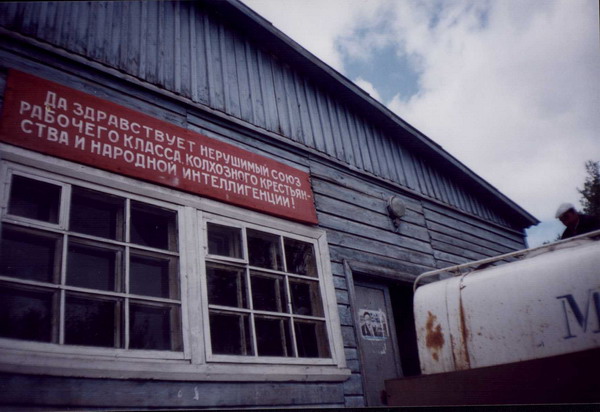 ДА ЗДРАВСТВУЕТ НЕРУШИМЫЙ СОЮЗ
РАБОЧЕГО КЛАССА, КОЛХОЗНОГО КРЕСТЬЯН-
СТВА И НАРОДНОЙ ИНТЕЛЛИГЕНЦИИ!
М